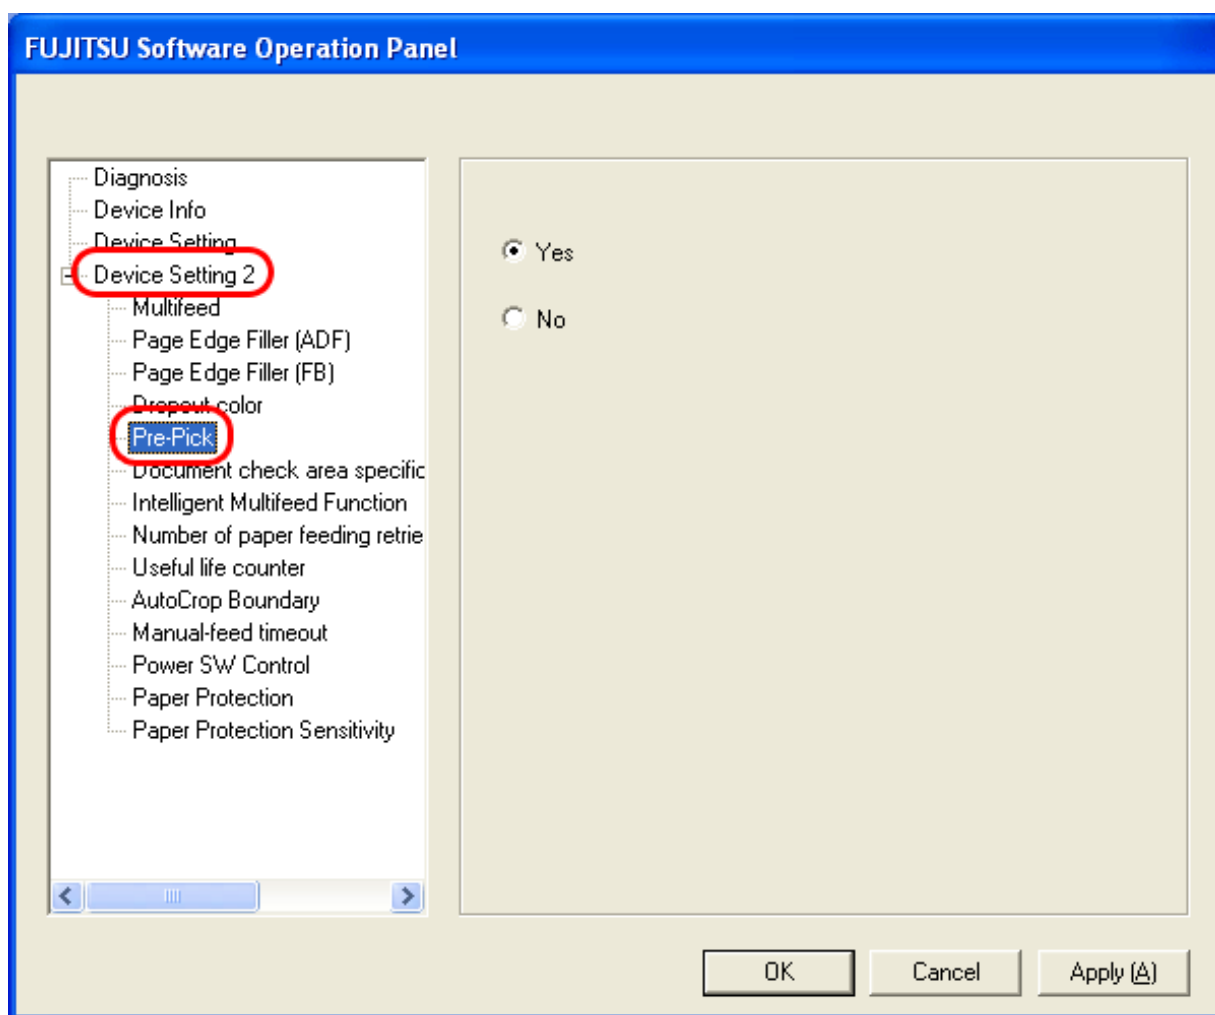 FUJITSU Software Operation Panel
Diagnosis
Device Info
Device Setting
Device Setting 2
Multifeed
Page Edge Filler (ADF)
Page Edge Filler (FB)
Dropout color
Pre-Pick
Document check area specific
Intelligent Multifeed Function
Number of paper feeding retrie
Useful life counter
AutoCrop Boundary
Manual-feed timeout
Power SW Control
Paper Protection
Paper Protection Sensitivity
Yes
No
OK
Cancel
Apply (A)